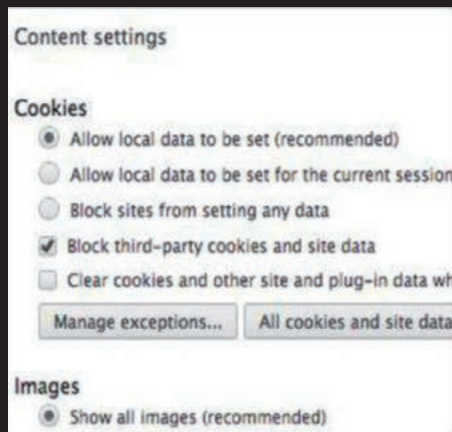 Content settings
Cookies
Allow local data to be set (recommended)
Allow local data to be set for the current session
Block sites from setting any data
Block third-party cookies and site data
Clear cookies and other site and plug-in data wh
Manage exceptions... All cookies and site data
Images
Show all images (recommended)